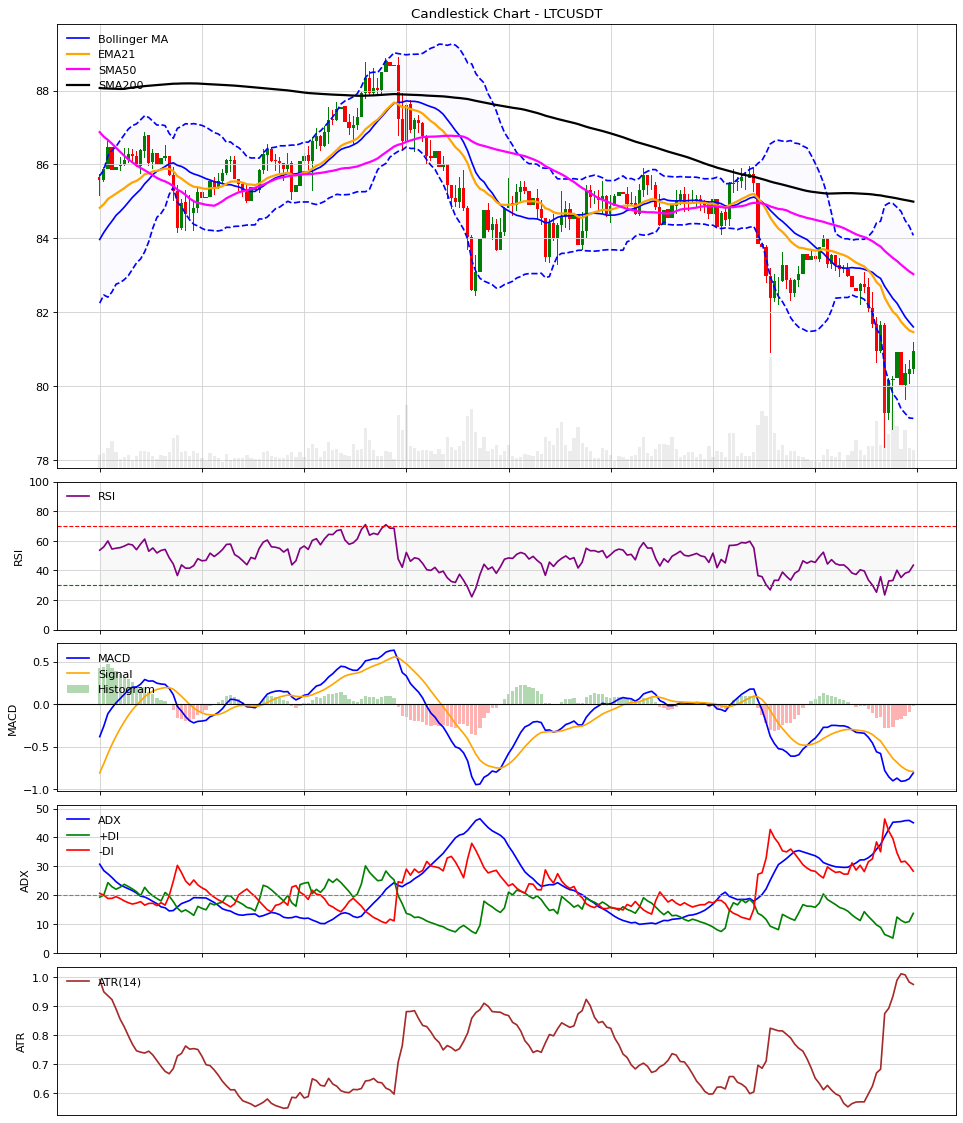 Candlestick Chart - LTCUSDT
Bollinger MA
EMA21
SMA50
SMA200
88
86
84
82
80
78
RSI
RSI
100
80
60
40
20
0
MACD
Signal
Histogram
MACD
0.5
0.0
−0.5
−1.0
ADX
+DI
-DI
ADX
50
40
30
20
10
0
ATR(14)
ATR
1.0
0.9
0.8
0.7
0.6